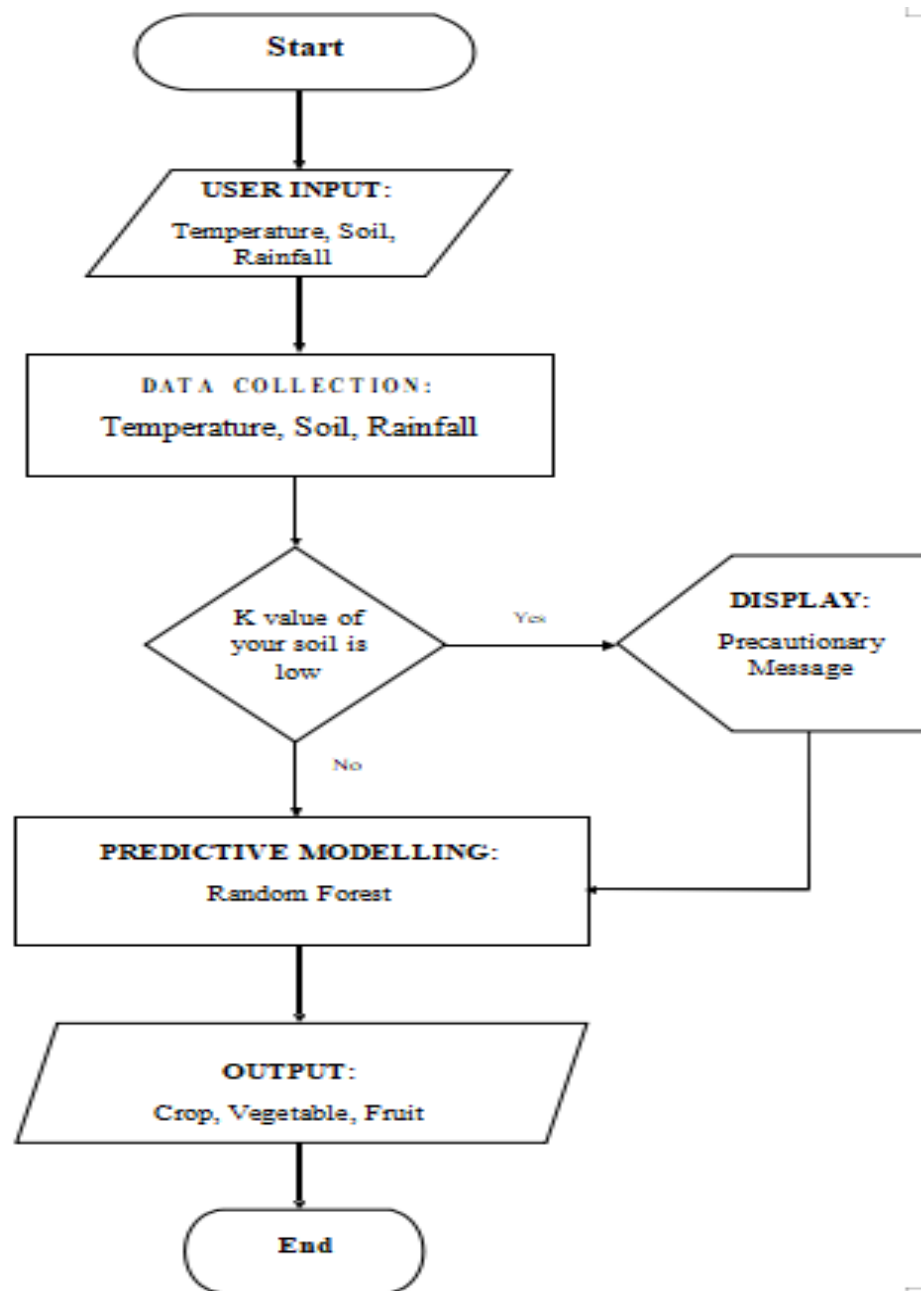 Start
USER INPUT:
Temperature, Soil,
Rainfall
DATA COLLECTION:
Temperature, Soil, Rainfall
K value of
your soil is
low
Yes
DISPLAY:
Precautionary
Message
No
PREDICTIVE MODELLING:
Random Forest
OUTPUT:
Crop, Vegetable, Fruit
End